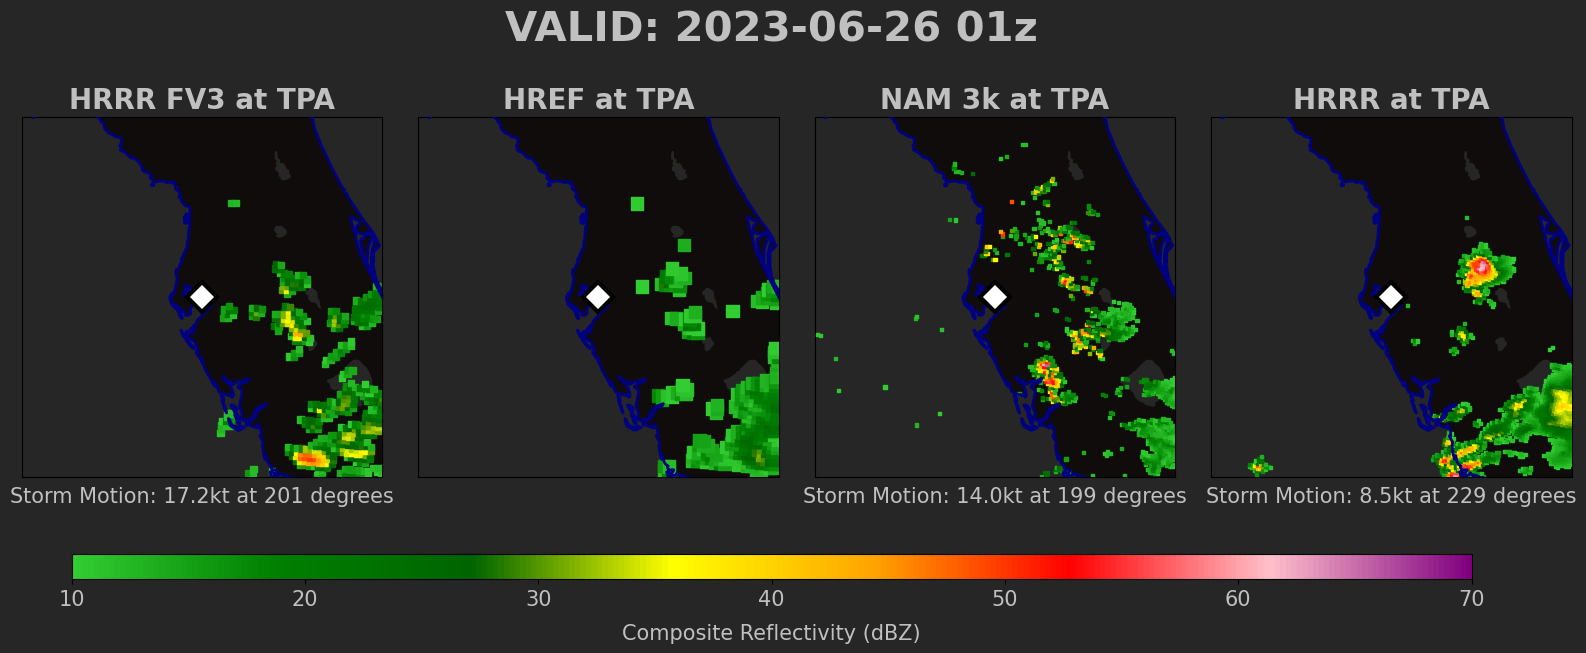 VALID: 2023-06-26 01z
HRRR FV3 at TPA
HREF at TPA
NAM 3k at TPA
HRRR at TPA
Storm Motion: 17.2kt at 201 degrees
Storm Motion: 14.0kt at 199 degrees
Storm Motion: 8.5kt at 229 degrees
10 20 30 40 50 60 70
Composite Reflectivity (dBZ)